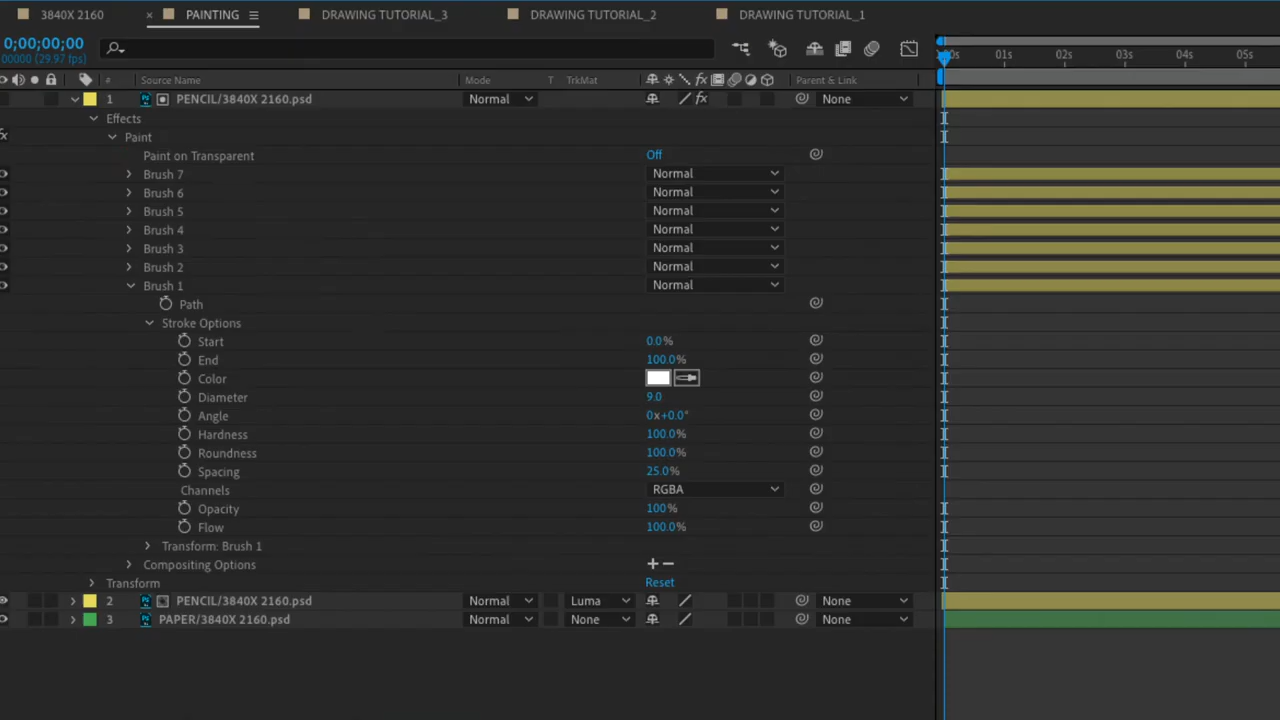 3840X 2160 × PAINTING DRAWING TUTORIAL_3 DRAWING TUTORIAL_2 DRAWING TUTORIAL_1
0;00;00;00
00000 (29.97 fps)
:00s 01s 02s 03s 04s 05s
# Source Name Mode T TrkMat fx Parent & Link
1 PENCIL/3840X 2160.psd Normal fx None
Effects
fx Paint
Paint on Transparent Off
Brush 7 Normal
Brush 6 Normal
Brush 5 Normal
Brush 4 Normal
Brush 3 Normal
Brush 2 Normal
Brush 1 Normal
Path
Stroke Options
Start 0.0%
End 100.0%
Color
Diameter 9.0
Angle 0x+0.0°
Hardness 100.0%
Roundness 100.0%
Spacing 25.0%
Channels RGBA
Opacity 100%
Flow 100.0%
Transform: Brush 1
Compositing Options + −
Transform Reset
2 PENCIL/3840X 2160.psd Normal Luma None
3 PAPER/3840X 2160.psd Normal None None